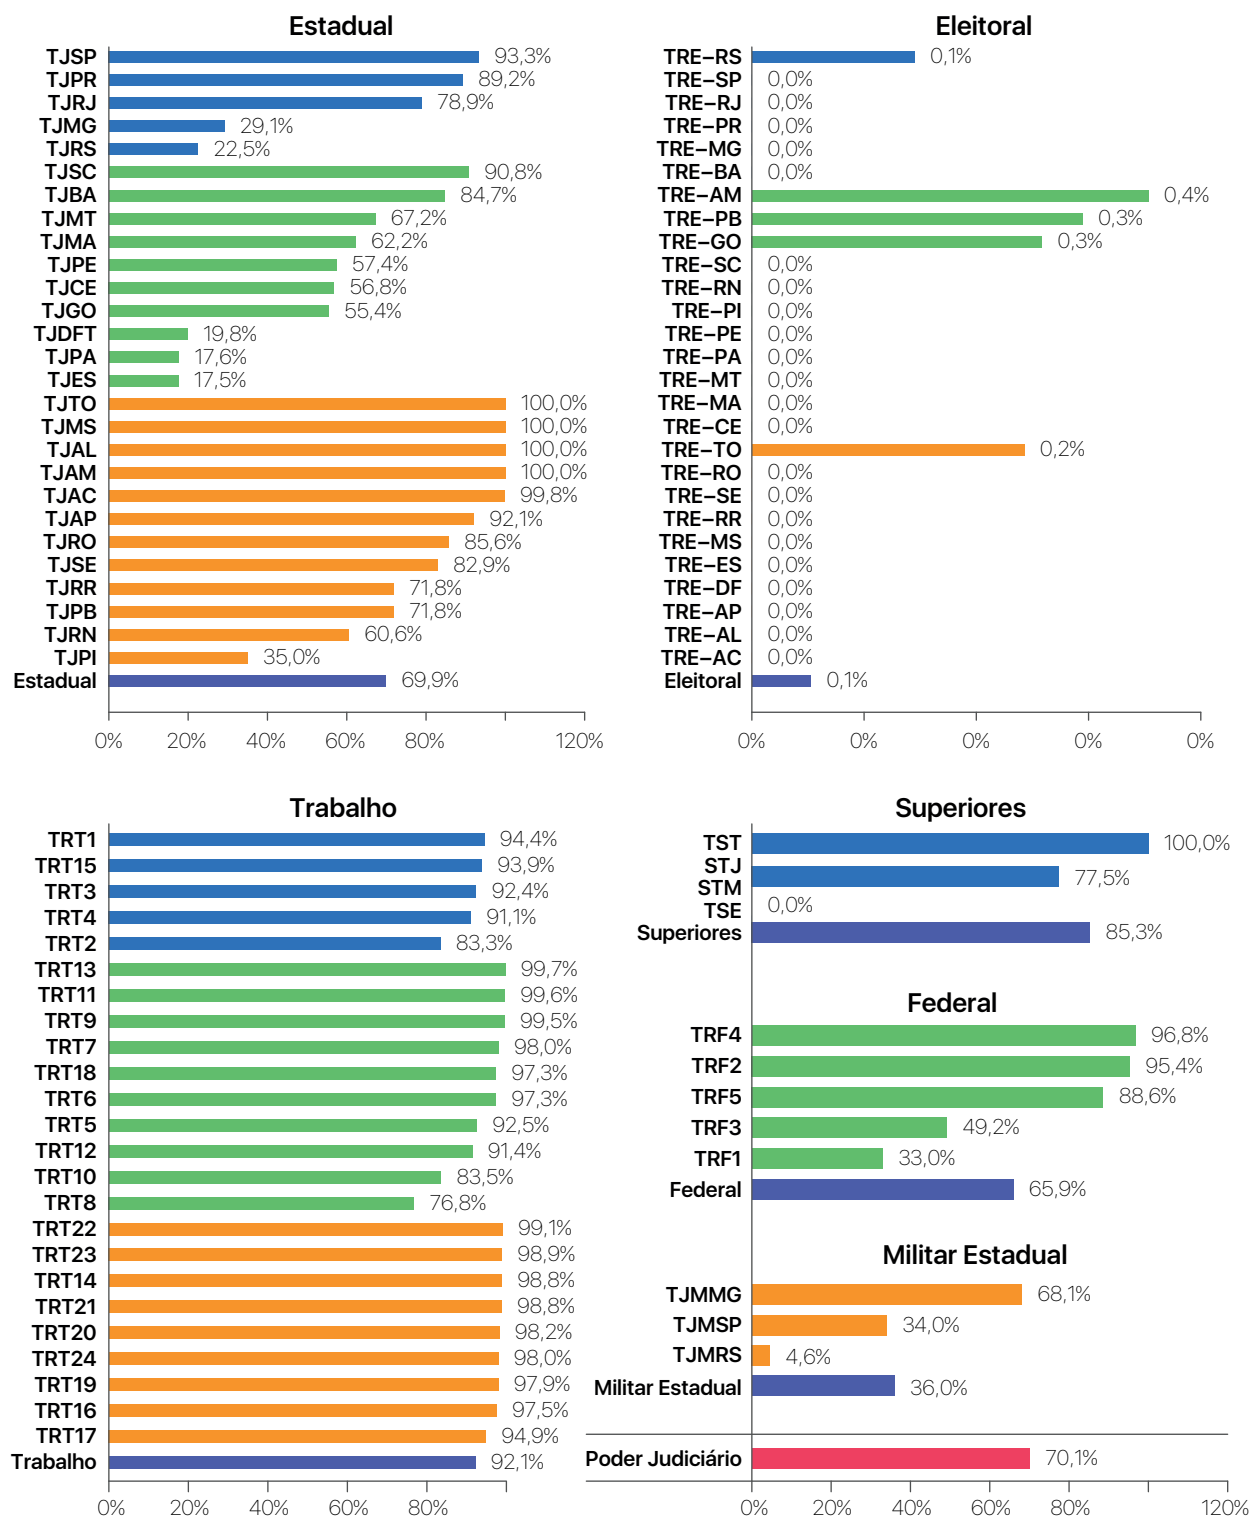 Estadual
TJSP 93,3%
TJPR 89,2%
TJRJ 78,9%
TJMG 29,1%
TJRS 22,5%
TJSC 90,8%
TJBA 84,7%
TJMT 67,2%
TJMA 62,2%
TJPE 57,4%
TJCE 56,8%
TJGO 55,4%
TJDFT 19,8%
TJPA 17,6%
TJES 17,5%
TJTO 100,0%
TJMS 100,0%
TJAL 100,0%
TJAM 100,0%
TJAC 99,8%
TJAP 92,1%
TJRO 85,6%
TJSE 82,9%
TJRR 71,8%
TJPB 71,8%
TJRN 60,6%
TJPI 35,0%
Estadual 69,9%
0% 20% 40% 60% 80% 120%
Eleitoral
TRE–RS 0,1%
TRE–SP 0,0%
TRE–RJ 0,0%
TRE–PR 0,0%
TRE–MG 0,0%
TRE–BA 0,0%
TRE–AM 0,4%
TRE–PB 0,3%
TRE–GO 0,3%
TRE–SC 0,0%
TRE–RN 0,0%
TRE–PI 0,0%
TRE–PE 0,0%
TRE–PA 0,0%
TRE–MT 0,0%
TRE–MA 0,0%
TRE–CE 0,0%
TRE–TO 0,2%
TRE–RO 0,0%
TRE–SE 0,0%
TRE–RR 0,0%
TRE–MS 0,0%
TRE–ES 0,0%
TRE–DF 0,0%
TRE–AP 0,0%
TRE–AL 0,0%
TRE–AC 0,0%
Eleitoral 0,1%
0% 0% 0% 0% 0%
Trabalho
TRT1 94,4%
TRT15 93,9%
TRT3 92,4%
TRT4 91,1%
TRT2 83,3%
TRT13 99,7%
TRT11 99,6%
TRT9 99,5%
TRT7 98,0%
TRT18 97,3%
TRT6 97,3%
TRT5 92,5%
TRT12 91,4%
TRT10 83,5%
TRT8 76,8%
TRT22 99,1%
TRT23 98,9%
TRT14 98,8%
TRT21 98,8%
TRT20 98,2%
TRT24 98,0%
TRT19 97,9%
TRT16 97,5%
TRT17 94,9%
Trabalho 92,1%
0% 20% 40% 60% 80%
Superiores
TST 100,0%
STJ
77,5%
STM
TSE 0,0%
Superiores 85,3%
Federal
TRF4 96,8%
TRF2 95,4%
TRF5 88,6%
TRF3 49,2%
TRF1 33,0%
Federal 65,9%
Militar Estadual
TJMMG 68,1%
TJMSP 34,0%
TJMRS 4,6%
Militar Estadual 36,0%
Poder Judiciário 70,1%
0% 20% 40% 60% 80% 120%